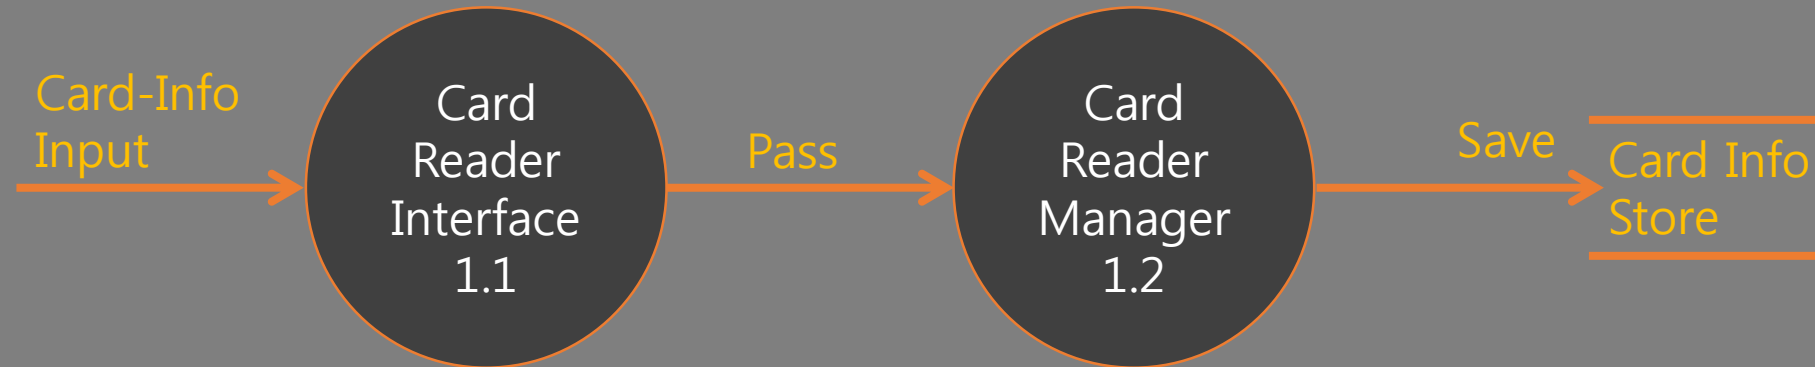 Card-Info
Input
Card
Reader
Interface
1.1
Pass
Card
Reader
Manager
1.2
Save
Card Info
Store